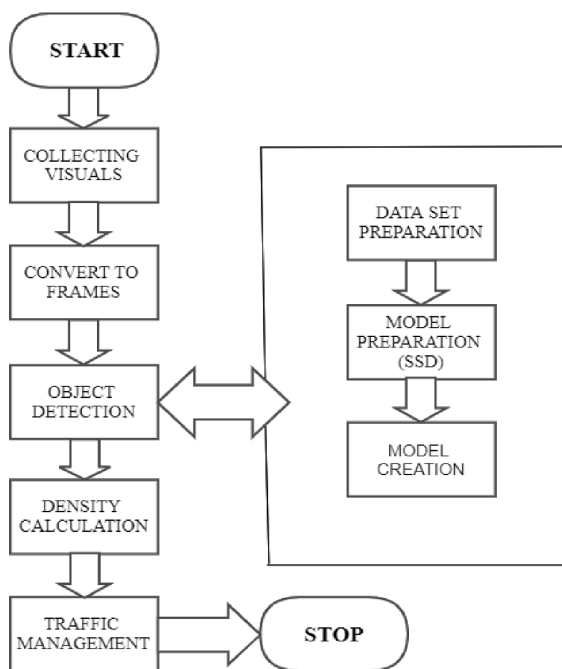 START
COLLECTING
VISUALS
CONVERT TO
FRAMES
OBJECT
DETECTION
DENSITY
CALCULATION
TRAFFIC
MANAGEMENT
STOP
DATA SET
PREPARATION
MODEL
PREPARATION
(SSD)
MODEL
CREATION